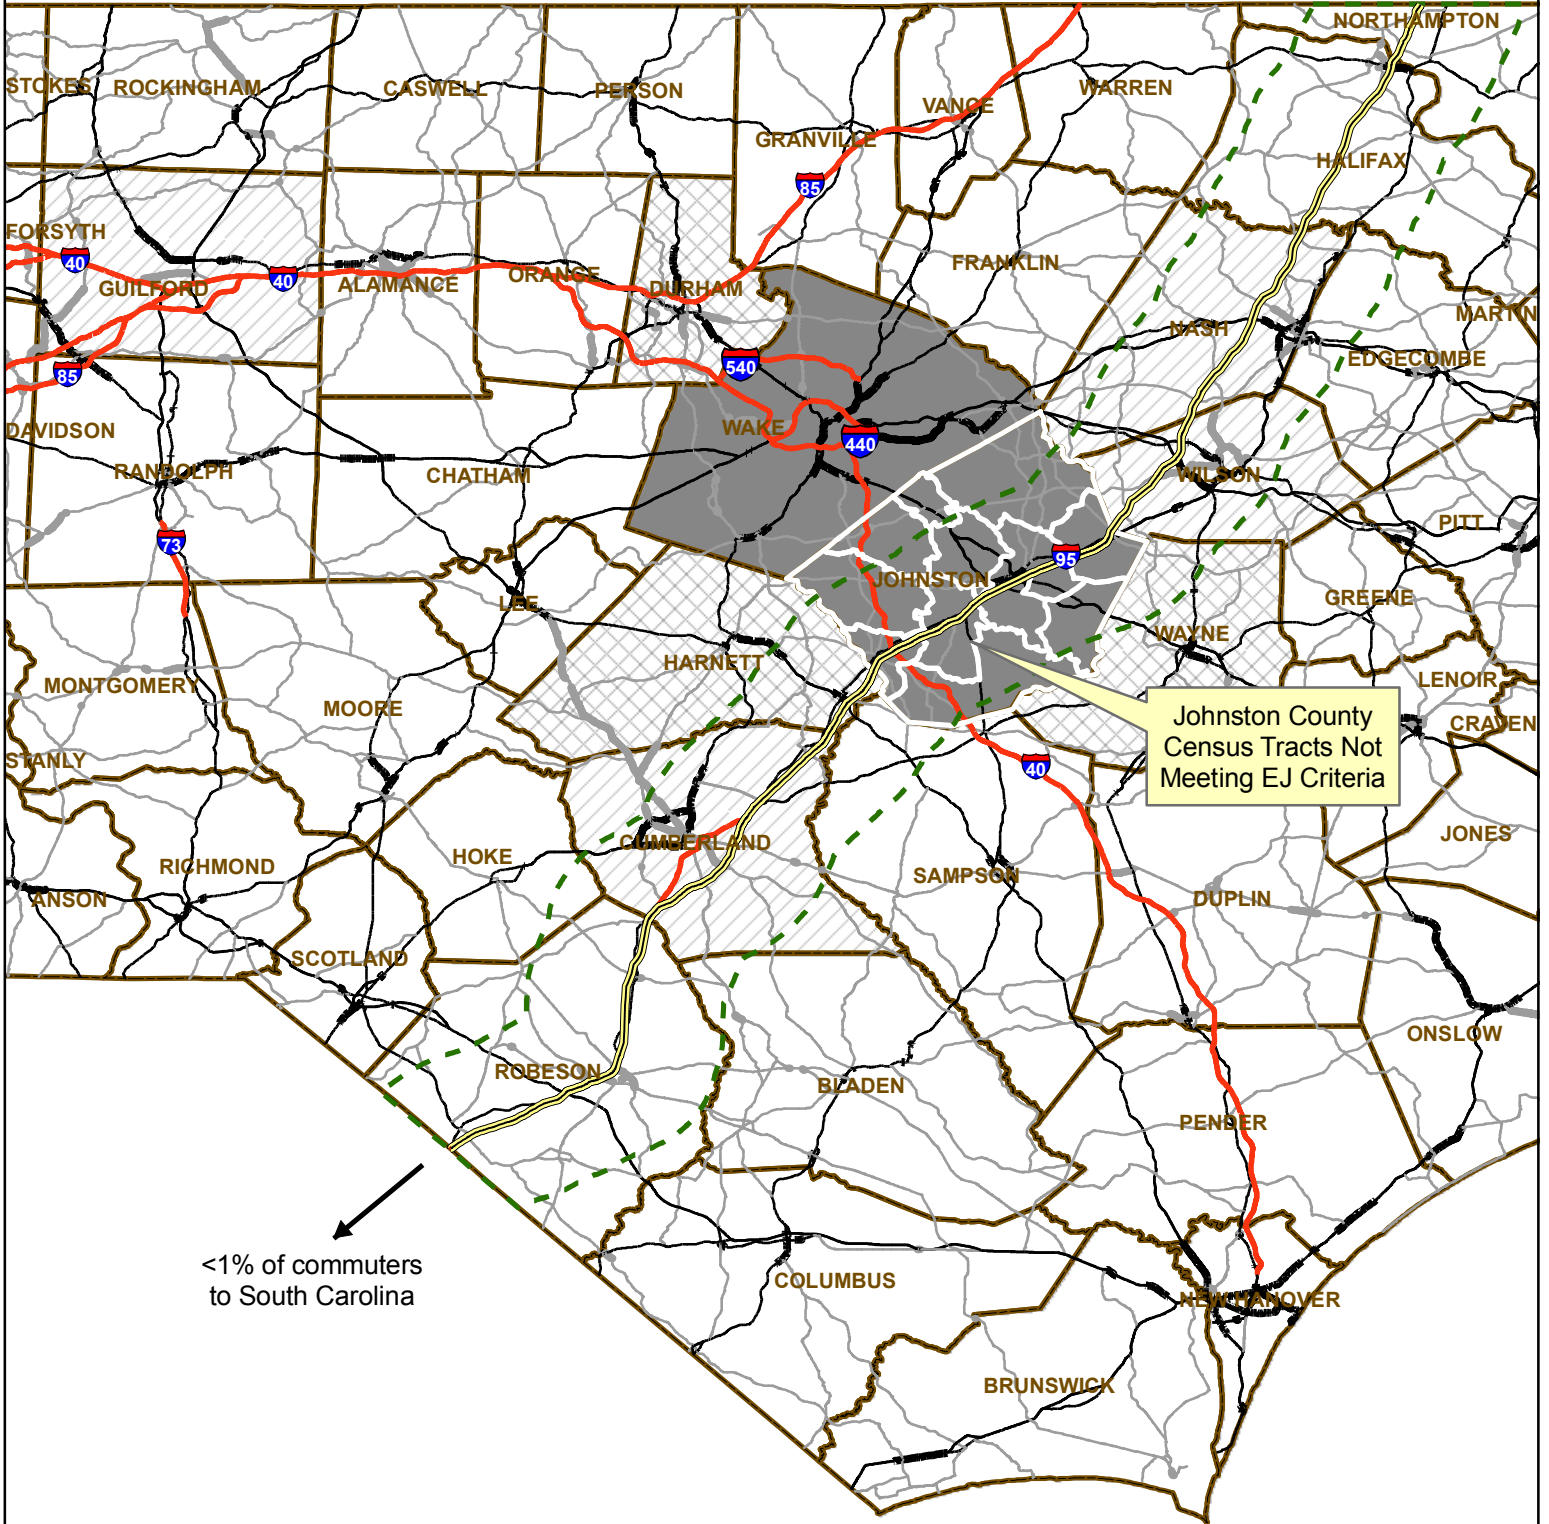 NORTHAMPTON
STOKES
ROCKINGHAM
CASWELL
PERSON
VANCE
WARREN
GRANVILLE
HALIFAX
85
FORSYTH
40
GUILFORD
40
ALAMANCE
ORANGE
DURHAM
FRANKLIN
NASH
MARTIN
EDGECOMBE
85
540
DAVIDSON
WAKE
440
RANDOLPH
CHATHAM
WILSON
PITT
73
95
JOHNSTON
LEE
GREENE
WAYNE
HARNETT
MONTGOMERY
MOORE
LENOIR
CRAVEN
Johnston County
Census Tracts Not
Meeting EJ Criteria
STANLY
40
CUMBERLAND
JONES
HOKE
RICHMOND
SAMPSON
ANSON
DUPLIN
SCOTLAND
ONSLOW
ROBESON
BLADEN
PENDER
<1% of commuters
to South Carolina
COLUMBUS
NEW HANOVER
BRUNSWICK